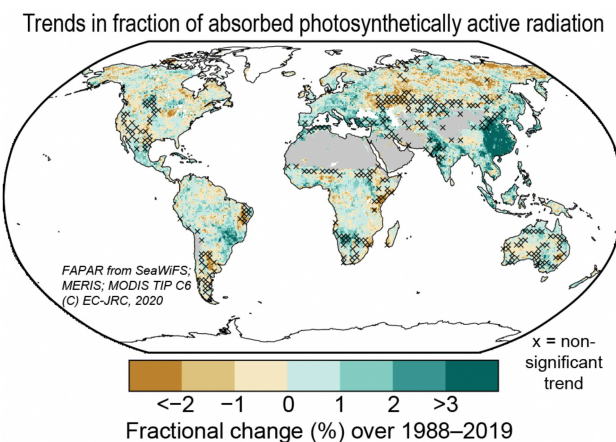 Trends in fraction of absorbed photosynthetically active radiation
FAPAR from SeaWiFS;
MERIS; MODIS TIP C6
(C) EC-JRC, 2020
x = non-
significant
trend
<−2 −1 0 1 2 >3
Fractional change (%) over 1988–2019